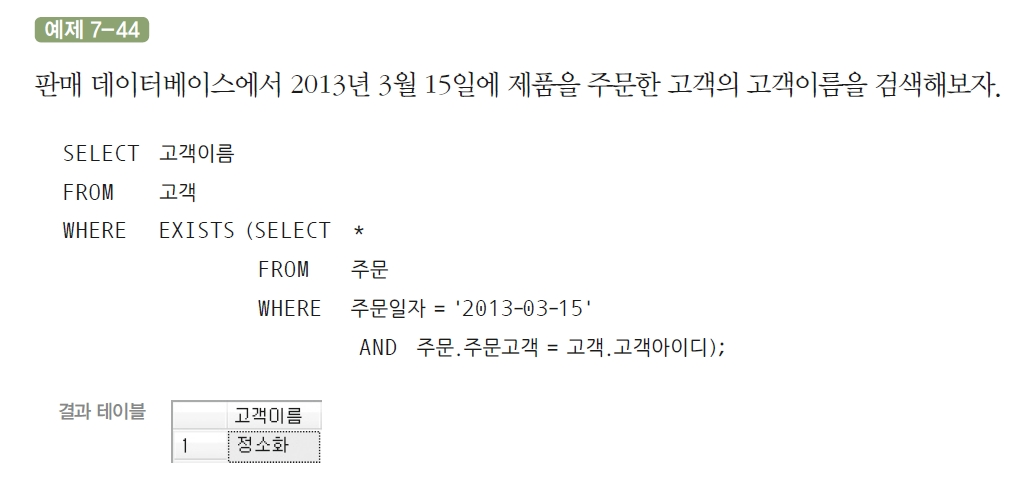 예제 7-44
판매 데이터베이스에서 2013년 3월 15일에 제품을 주문한 고객의 고객이름을 검색해보자.
SELECT 고객이름
FROM 고객
WHERE EXISTS (SELECT *
FROM 주문
WHERE 주문일자 = '2013-03-15'
AND 주문.주문고객 = 고객.고객아이디);
결과 테이블
고객이름
1 정소화